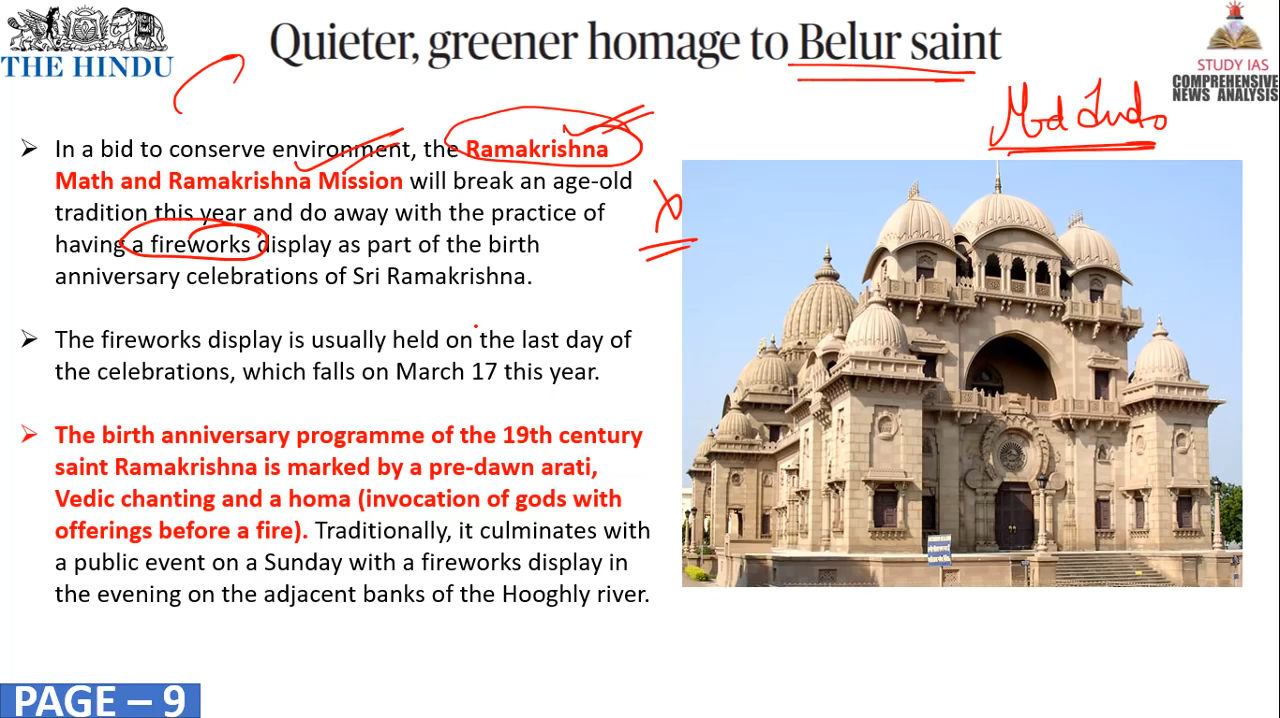 THE HINDU
Quieter, greener homage to Belur saint
STUDY IAS
COMPREHENSIVE
NEWS ANALYSIS
➢ In a bid to conserve environment, the Ramakrishna
Math and Ramakrishna Mission will break an age-old
tradition this year and do away with the practice of
having a fireworks display as part of the birth
anniversary celebrations of Sri Ramakrishna.
➢ The fireworks display is usually held on the last day of
the celebrations, which falls on March 17 this year.
➢ The birth anniversary programme of the 19th century
saint Ramakrishna is marked by a pre-dawn arati,
Vedic chanting and a homa (invocation of gods with
offerings before a fire). Traditionally, it culminates with
a public event on a Sunday with a fireworks display in
the evening on the adjacent banks of the Hooghly river.
PAGE – 9